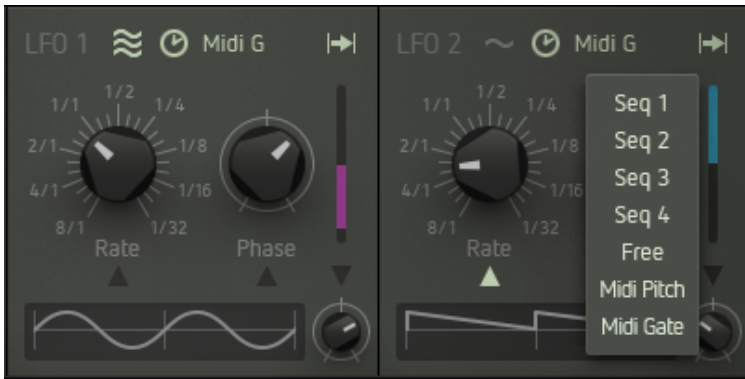 LFO 1 Midi G
1/2
1/1 1/4
2/1 1/8
4/1 1/16
8/1 1/32
Rate Phase
LFO 2 Midi G
1/2
1/1 1/4
2/1 1/8
4/1 1/16
8/1 1/32
Rate
Seq 1
Seq 2
Seq 3
Seq 4
Free
Midi Pitch
Midi Gate